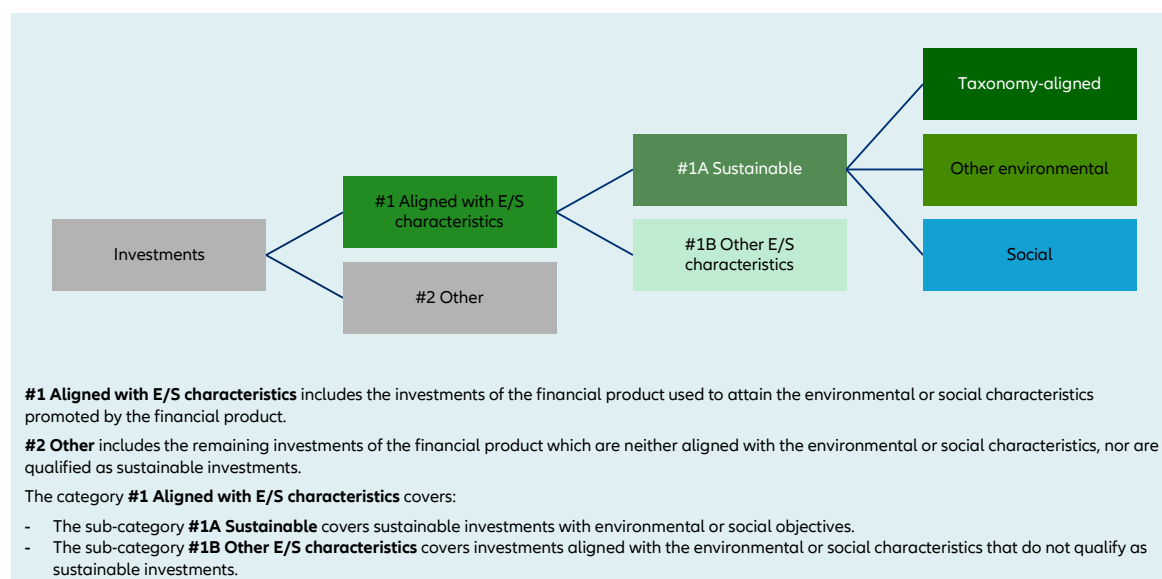 Taxonomy-aligned
#1A Sustainable
Other environmental
#1 Aligned with E/S
characteristics
#1B Other E/S
characteristics
Investments
Social
#2 Other
#1 Aligned with E/S characteristics includes the investments of the financial product used to attain the environmental or social characteristics
promoted by the financial product.
#2 Other includes the remaining investments of the financial product which are neither aligned with the environmental or social characteristics, nor are
qualified as sustainable investments.
The category #1 Aligned with E/S characteristics covers:
- The sub-category #1A Sustainable covers sustainable investments with environmental or social objectives.
- The sub-category #1B Other E/S characteristics covers investments aligned with the environmental or social characteristics that do not qualify as
sustainable investments.